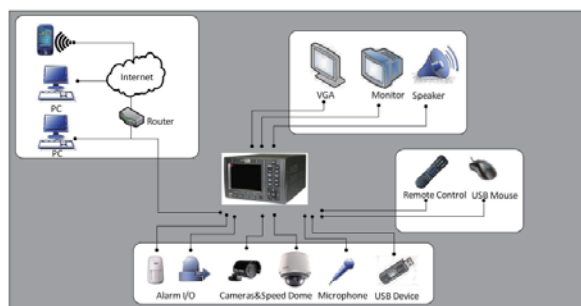 Internet
PC
Router
PC
VGA Monitor Speaker
Remote Control USB Mouse
Alarm I/O Cameras&Speed Dome Microphone USB Device